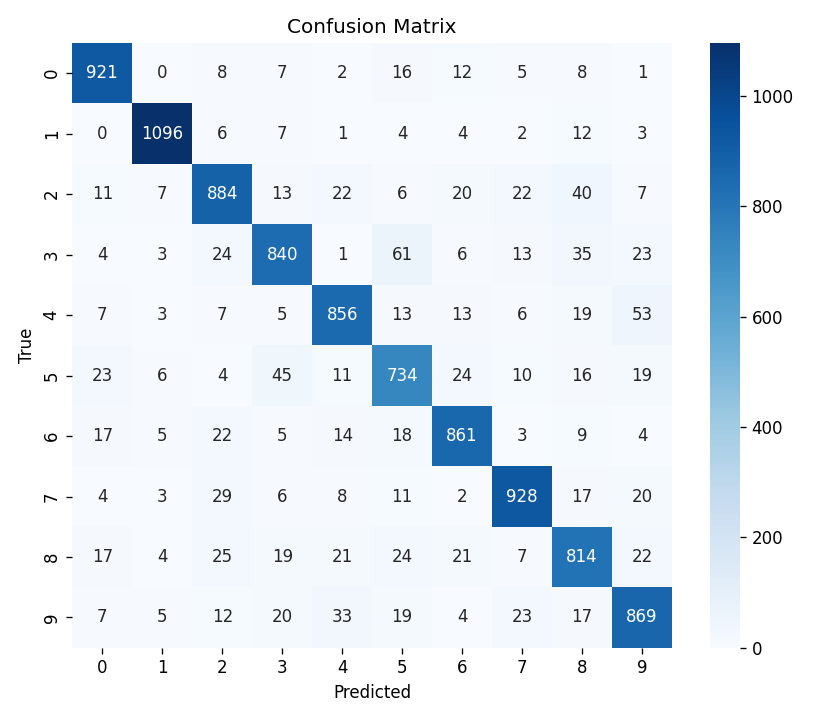 Confusion Matrix
0 921 0 8 7 2 16 12 5 8 1
1 0 1096 6 7 1 4 4 2 12 3
2 11 7 884 13 22 6 20 22 40 7
3 4 3 24 840 1 61 6 13 35 23
4 7 3 7 5 856 13 13 6 19 53
5 23 6 4 45 11 734 24 10 16 19
6 17 5 22 5 14 18 861 3 9 4
7 4 3 29 6 8 11 2 928 17 20
8 17 4 25 19 21 24 21 7 814 22
9 7 5 12 20 33 19 4 23 17 869
0 1 2 3 4 5 6 7 8 9
Predicted
True
1000
800
600
400
200
0